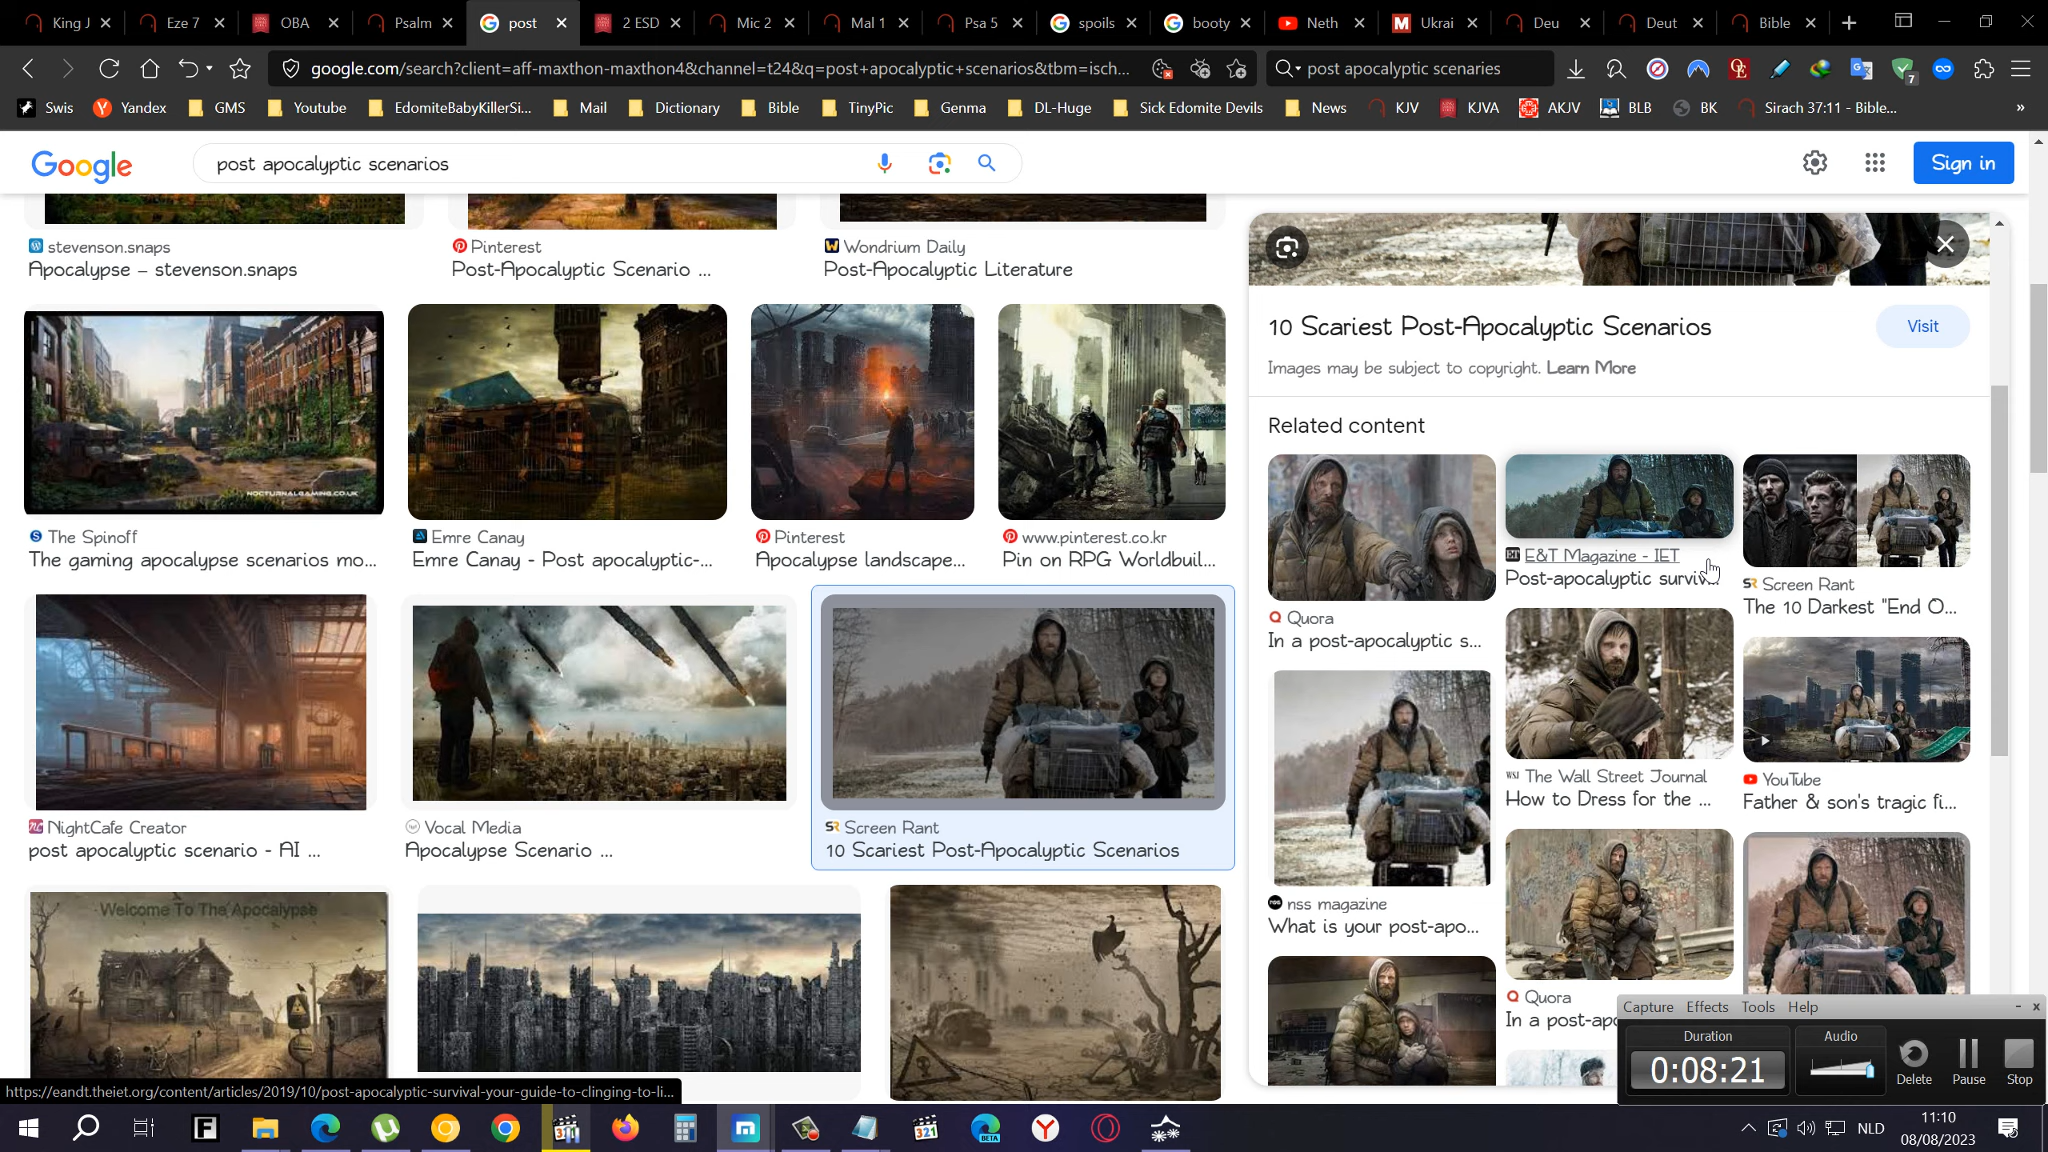 King J
Eze 7
OBA
Psalm
post
2 ESD
Mic 2
Mal 1
Psa 5
spoils
booty
Neth
Ukrai
Deu
Deut
Bible
google.com/search?client=aff-maxthon-maxthon4&channel=t24&q=post+apocalyptic+scenarios&tbm=isch...
post apocalyptic scenaries
7
Swis
Yandex
GMS
Youtube
EdomiteBabyKillerSi...
Mail
Dictionary
Bible
TinyPic
Genma
DL-Huge
Sick Edomite Devils
News
KJV
KJVA
AKJV
BLB
BK
Sirach 37:11 - Bible...
»
Google
post apocalyptic scenarios
Sign in
stevenson.snaps
Apocalypse – stevenson.snaps
Pinterest
Post-Apocalyptic Scenario ...
Wondrium Daily
Post-Apocalyptic Literature
10 Scariest Post-Apocalyptic Scenarios
Visit
Images may be subject to copyright. Learn More
Related content
NOCTURNALGAMING.CO.UK
The Spinoff
The gaming apocalypse scenarios mo...
Emre Canay
Emre Canay - Post apocalyptic-...
Pinterest
Apocalypse landscape...
www.pinterest.co.kr
Pin on RPG Worldbuil...
E&T Magazine - IET
Post-apocalyptic surviv...
Screen Rant
The 10 Darkest "End O...
Quora
In a post-apocalyptic s...
WSJ The Wall Street Journal
How to Dress for the ...
YouTube
Father & son's tragic fi...
NightCafe Creator
post apocalyptic scenario - AI ...
Vocal Media
Apocalypse Scenario ...
Screen Rant
10 Scariest Post-Apocalyptic Scenarios
nss magazine
What is your post-apo...
Welcome To The Apocalypse
Quora
In a post-apo
Capture Effects Tools Help
Duration
Audio
0:08:21
Delete
Pause
Stop
https://eandt.theiet.org/content/articles/2019/10/post-apocalyptic-survival-your-guide-to-clinging-to-li...
321
BETA
NLD
11:10
08/08/2023